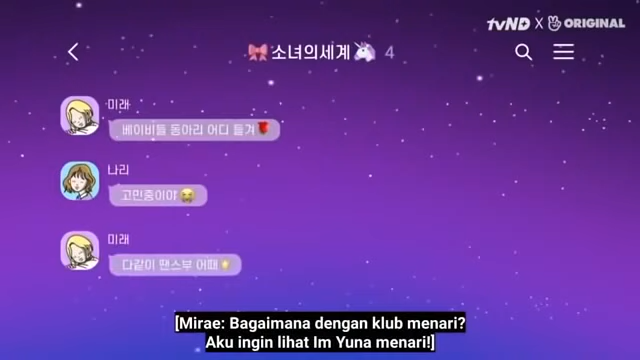 tvND X ORIGINAL
소녀의세계 4
미래
베이비들 동아리 어디 들겨
나리
고민중이야
미래
다같이 땐스부 어때
[Mirae: Bagaimana dengan klub menari?
Aku ingin lihat Im Yuna menari!]